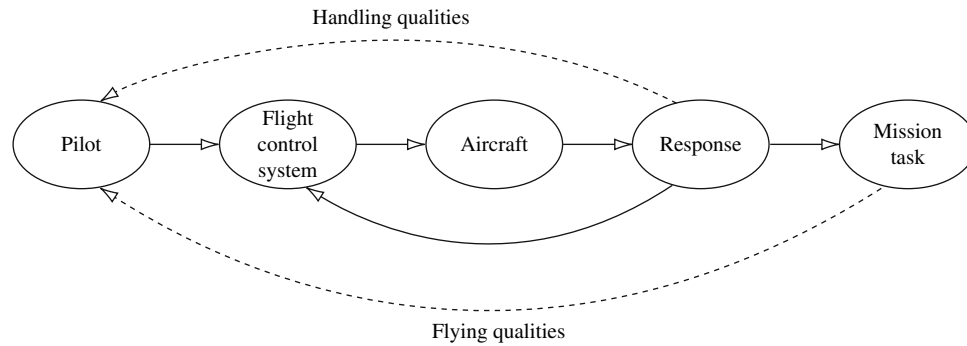 Handling qualities
Pilot
Flight
control
system
Aircraft
Response
Mission
task
Flying qualities